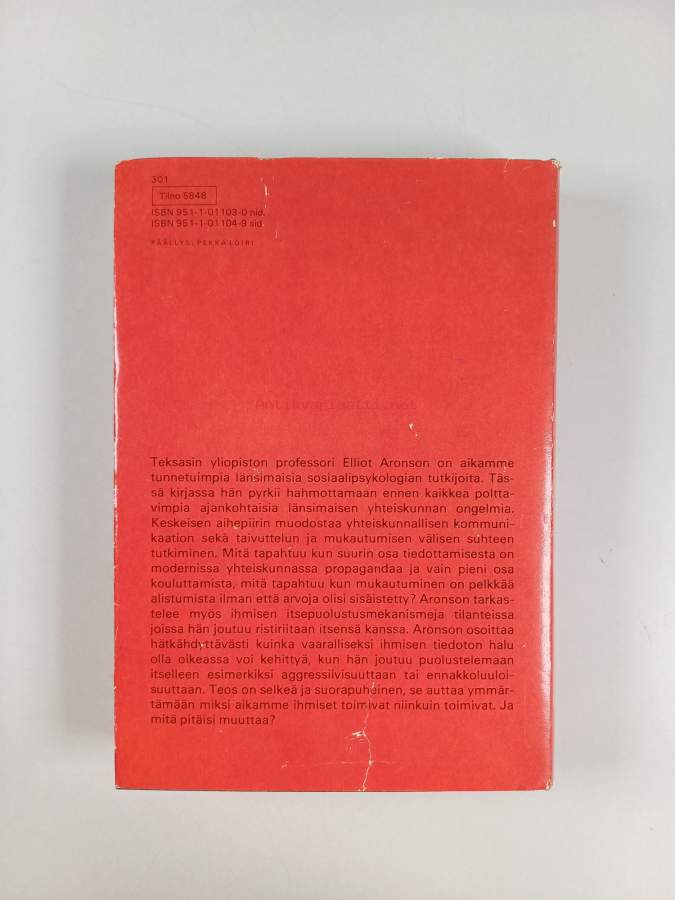 301
Tilno 5848
ISBN 951-1-01103-0 nid.
ISBN 951-1-01104-9 sid.
PÄÄLLYS: PEKKA LOIRI
Antikvariaatti.net
Teksasin yliopiston professori Elliot Aronson on aikamme
tunnetuimpia länsimaisia sosiaalipsykologian tutkijoita. Täs-
sä kirjassa hän pyrkii hahmottamaan ennen kaikkea poltta-
vimpia ajankohtaisia länsimaisen yhteiskunnan ongelmia.
Keskeisen aihepiirin muodostaa yhteiskunnallisen kommuni-
kaation sekä taivuttelun ja mukautumisen välisen suhteen
tutkiminen. Mitä tapahtuu kun suurin osa tiedottamisesta on
modernissa yhteiskunnassa propagandaa ja vain pieni osa
kouluttamista, mitä tapahtuu kun mukautuminen on pelkkää
alistumista ilman että arvoja olisi sisäistetty? Aronson tarkas-
telee myös ihmisen itsepuolustusmekanismeja tilanteissa
joissa hän joutuu ristiriitaan itsensä kanssa. Aronson osoittaa
hätkähdyttävästi kuinka vaaralliseksi ihmisen tiedoton halu
olla oikeassa voi kehittyä, kun hän joutuu puolustelemaan
itselleen esimerkiksi aggressiivisuuttaan tai ennakkoluuloi-
suuttaan. Teos on selkeä ja suorapuheinen, se auttaa ymmär-
tämään miksi aikamme ihmiset toimivat niinkuin toimivat. Ja
mitä pitäisi muuttaa?